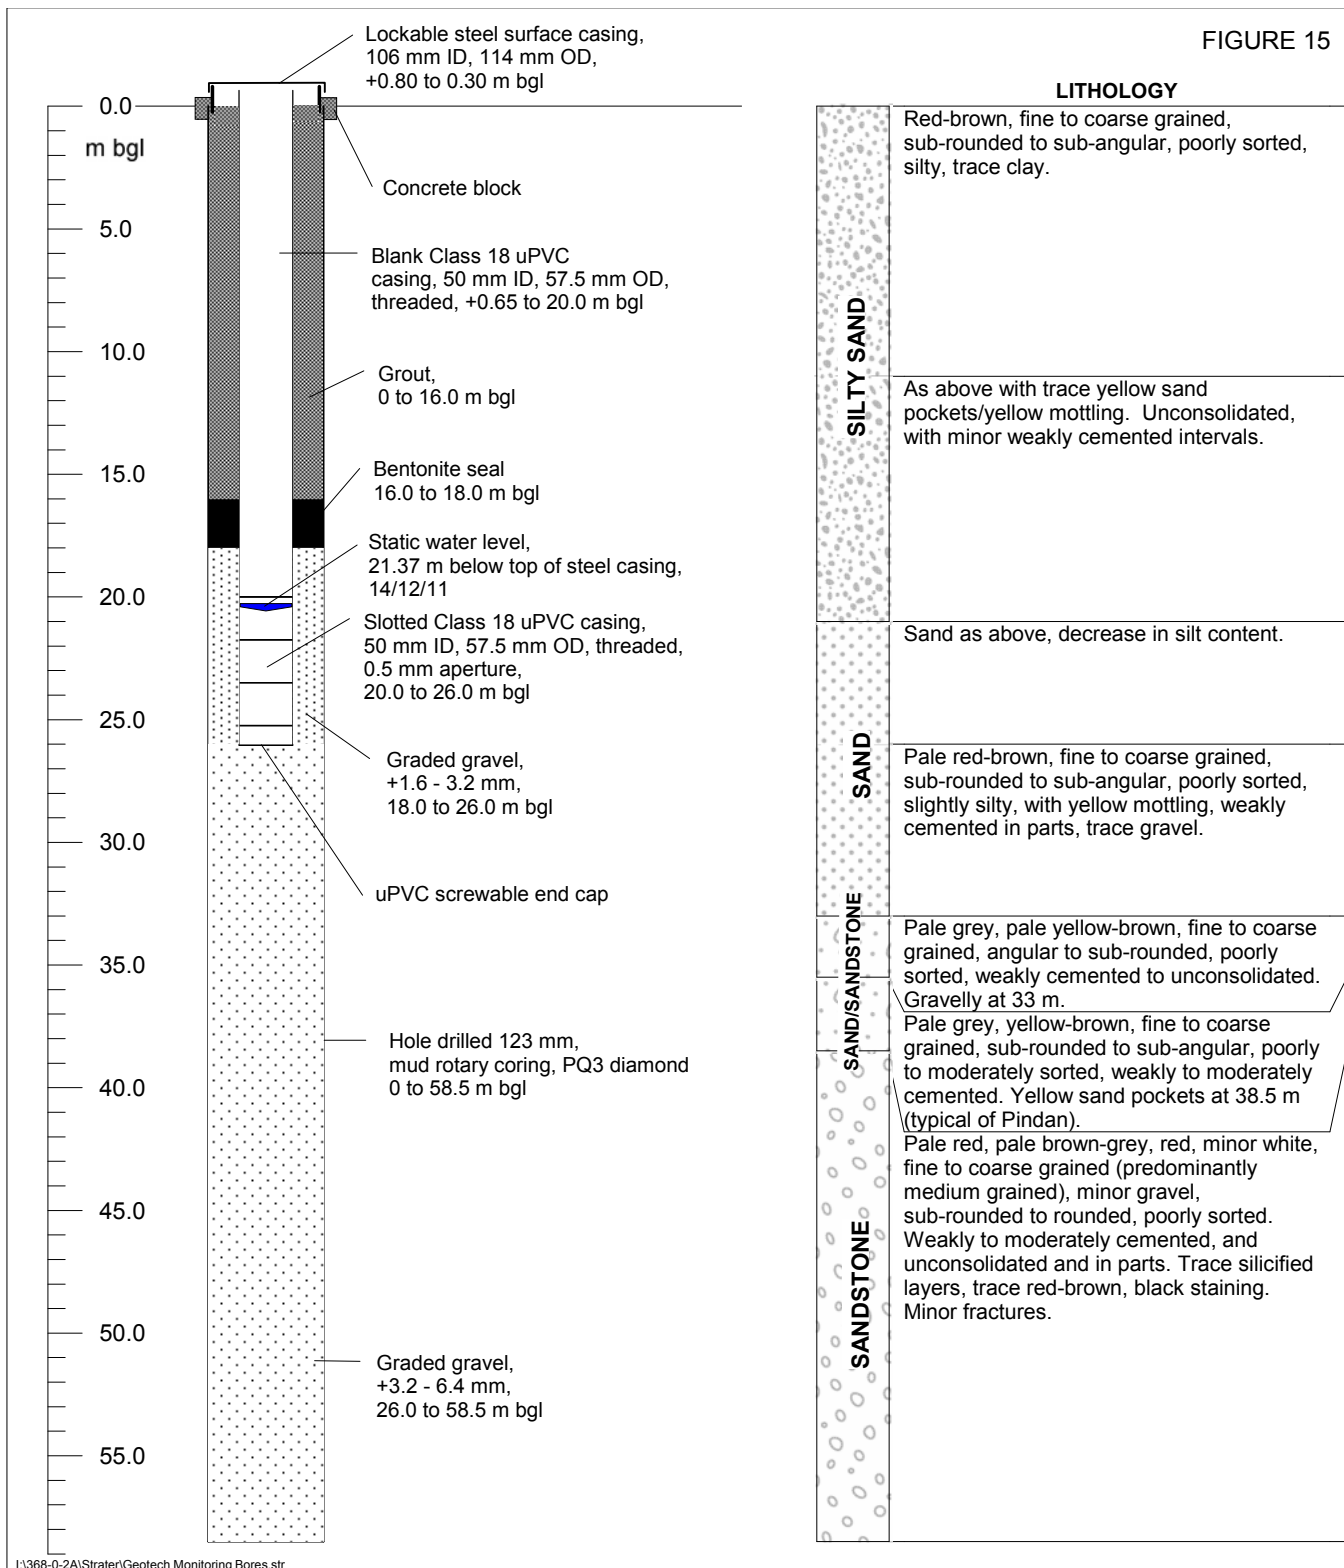 FIGURE 15
Lockable steel surface casing,
106 mm ID, 114 mm OD,
+0.80 to 0.30 m bgl
0.0
m bgl
5.0
10.0
15.0
20.0
25.0
30.0
35.0
40.0
45.0
50.0
55.0
Concrete block
Blank Class 18 uPVC
casing, 50 mm ID, 57.5 mm OD,
threaded, +0.65 to 20.0 m bgl
Grout,
0 to 16.0 m bgl
Bentonite seal
16.0 to 18.0 m bgl
Static water level,
21.37 m below top of steel casing,
14/12/11
Slotted Class 18 uPVC casing,
50 mm ID, 57.5 mm OD, threaded,
0.5 mm aperture,
20.0 to 26.0 m bgl
Graded gravel,
+1.6 - 3.2 mm,
18.0 to 26.0 m bgl
uPVC screwable end cap
Hole drilled 123 mm,
mud rotary coring, PQ3 diamond
0 to 58.5 m bgl
Graded gravel,
+3.2 - 6.4 mm,
26.0 to 58.5 m bgl
LITHOLOGY
SILTY SAND
Red-brown, fine to coarse grained,
sub-rounded to sub-angular, poorly sorted,
silty, trace clay.
As above with trace yellow sand
pockets/yellow mottling. Unconsolidated,
with minor weakly cemented intervals.
SAND
Sand as above, decrease in silt content.
Pale red-brown, fine to coarse grained,
sub-rounded to sub-angular, poorly sorted,
slightly silty, with yellow mottling, weakly
cemented in parts, trace gravel.
SAND/SANDSTONE
Pale grey, pale yellow-brown, fine to coarse
grained, angular to sub-rounded, poorly
sorted, weakly cemented to unconsolidated.
Gravelly at 33 m.
Pale grey, yellow-brown, fine to coarse
grained, sub-rounded to sub-angular, poorly
to moderately sorted, weakly to moderately
cemented. Yellow sand pockets at 38.5 m
(typical of Pindan).
SANDSTONE
Pale red, pale brown-grey, red, minor white,
fine to coarse grained (predominantly
medium grained), minor gravel,
sub-rounded to rounded, poorly sorted.
Weakly to moderately cemented, and
unconsolidated and in parts. Trace silicified
layers, trace red-brown, black staining.
Minor fractures.
I:\368-0-2A\Strater\Geotech Monitoring Bores.str